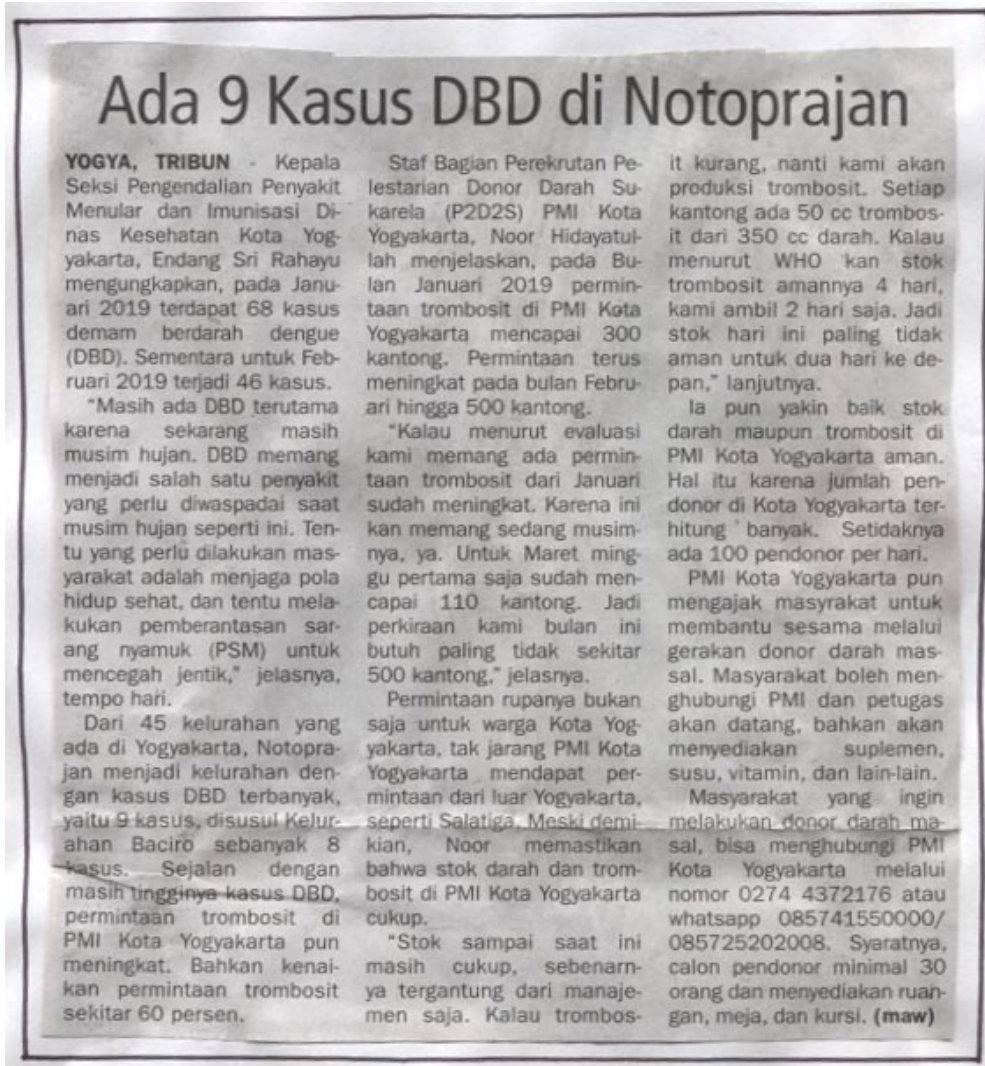 Ada 9 Kasus DBD di Notoprajan
YOGYA, TRIBUN - Kepala
Seksi Pengendalian Penyakit
Menular dan Imunisasi Di-
nas Kesehatan Kota Yog-
yakarta, Endang Sri Rahayu
mengungkapkan, pada Janu-
ari 2019 terdapat 68 kasus
demam berdarah dengue
(DBD). Sementara untuk Feb-
ruari 2019 terjadi 46 kasus.
"Masih ada DBD terutama
karena sekarang masih
musim hujan. DBD memang
menjadi salah satu penyakit
yang perlu diwaspadai saat
musim hujan seperti ini. Ten-
tu yang perlu dilakukan mas-
yarakat adalah menjaga pola
hidup sehat, dan tentu mela-
kukan pemberantasan sar-
ang nyamuk (PSM) untuk
mencegah jentik," jelasnya,
tempo hari.
Dari 45 kelurahan yang
ada di Yogyakarta, Notopra-
jan menjadi kelurahan den-
gan kasus DBD terbanyak,
yaitu 9 kasus, disusul Kelur-
ahan Baciro sebanyak 8
kasus. Sejalan dengan
masih tingginya kasus DBD,
permintaan trombosit di
PMI Kota Yogyakarta pun
meningkat. Bahkan kenai-
kan permintaan trombosit
sekitar 60 persen.
Staf Bagian Perekrutan Pe-
lestarian Donor Darah Su-
karela (P2D2S) PMI Kota
Yogyakarta, Noor Hidayatul-
lah menjelaskan, pada Bu-
lan Januari 2019 permin-
taan trombosit di PMI Kota
Yogyakarta mencapai 300
kantong. Permintaan terus
meningkat pada bulan Febru-
ari hingga 500 kantong.
"Kalau menurut evaluasi
kami memang ada permin-
taan trombosit dari Januari
sudah meningkat. Karena ini
kan memang sedang musim-
nya, ya. Untuk Maret ming-
gu pertama saja sudah men-
capai 110 kantong. Jadi
perkiraan kami bulan ini
butuh paling tidak sekitar
500 kantong," jelasnya.
Permintaan rupanya bukan
saja untuk warga Kota Yog-
yakarta, tak jarang PMI Kota
Yogyakarta mendapat per-
mintaan dari luar Yogyakarta,
seperti Salatiga. Meski demi-
kian, Noor memastikan
bahwa stok darah dan trom-
bosit di PMI Kota Yogyakarta
cukup.
"Stok sampai saat ini
masih cukup, sebenarn-
ya tergantung dari manaje-
men saja. Kalau trombos-
it kurang, nanti kami akan
produksi trombosit. Setiap
kantong ada 50 cc trombos-
it dari 350 cc darah. Kalau
menurut WHO kan stok
trombosit amannya 4 hari,
kami ambil 2 hari saja. Jadi
stok hari ini paling tidak
aman untuk dua hari ke de-
pan," lanjutnya.
Ia pun yakin baik stok
darah maupun trombosit di
PMI Kota Yogyakarta aman.
Hal itu karena jumlah pen-
donor di Kota Yogyakarta ter-
hitung banyak. Setidaknya
ada 100 pendonor per hari.
PMI Kota Yogyakarta pun
mengajak masyrakat untuk
membantu sesama melalui
gerakan donor darah mas-
sal. Masyarakat boleh men-
ghubungi PMI dan petugas
akan datang, bahkan akan
menyediakan suplemen,
susu, vitamin, dan lain-lain.
Masyarakat yang ingin
melakukan donor darah ma-
sal, bisa menghubungi PMI
Kota Yogyakarta melalui
nomor 0274 4372176 atau
whatsapp 085741550000/
085725202008. Syaratnya,
calon pendonor minimal 30
orang dan menyediakan ruan-
gan, meja, dan kursi. (maw)